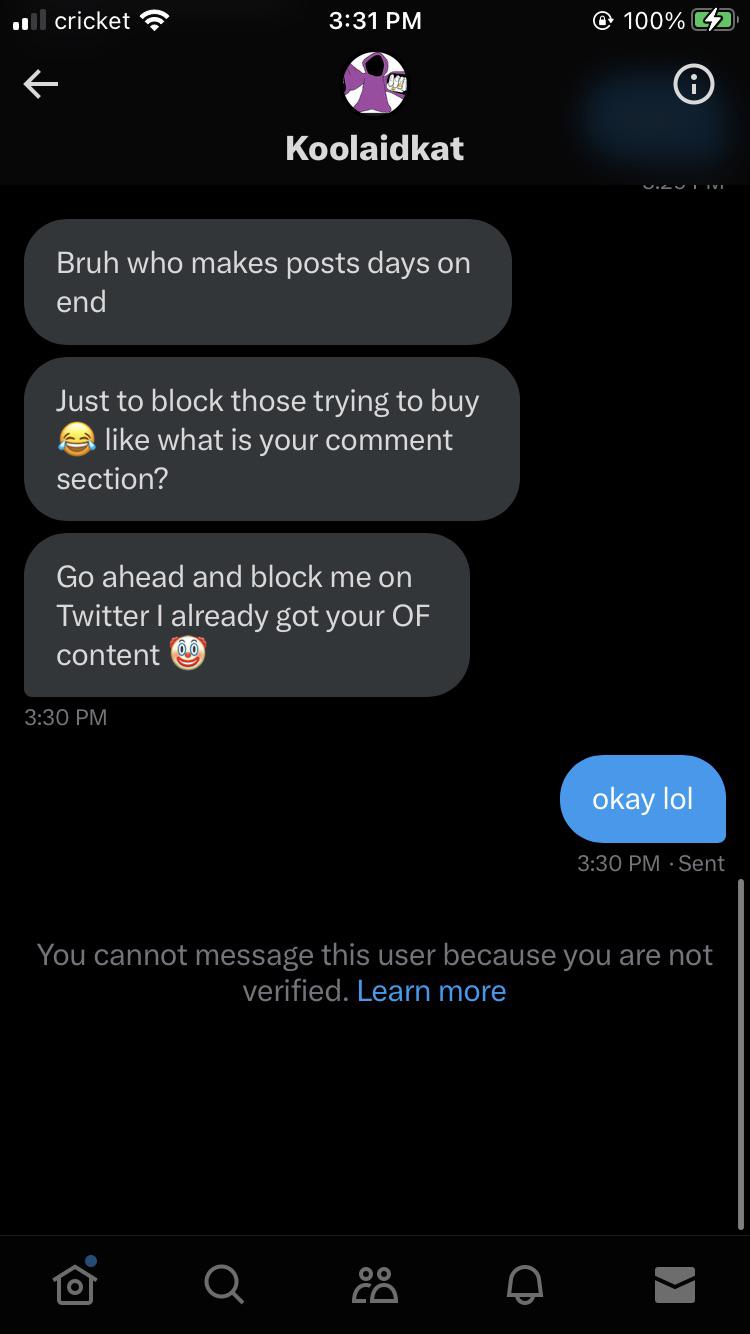 cricket 3:31 PM 100%
Koolaidkat
Bruh who makes posts days on
end
Just to block those trying to buy
😂 like what is your comment
section?
Go ahead and block me on
Twitter I already got your OF
content 🤡
3:30 PM
okay lol
3:30 PM · Sent
You cannot message this user because you are not
verified. Learn more